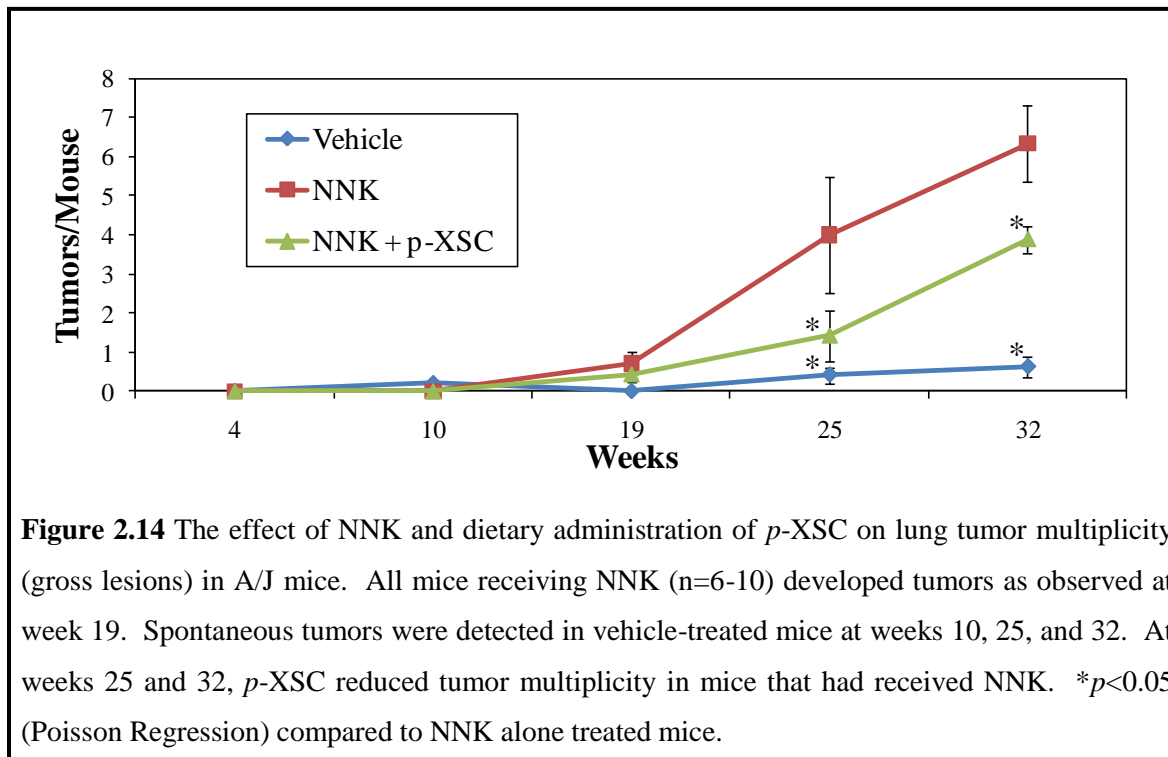 8
7
6
5
4
3
2
1
0
Tumors/Mouse
Vehicle
NNK
NNK + p-XSC
*
*
*
*
4 10 19 25 32
Weeks
Figure 2.14 The effect of NNK and dietary administration of p-XSC on lung tumor multiplicity
(gross lesions) in A/J mice. All mice receiving NNK (n=6-10) developed tumors as observed at
week 19. Spontaneous tumors were detected in vehicle-treated mice at weeks 10, 25, and 32. At
weeks 25 and 32, p-XSC reduced tumor multiplicity in mice that had received NNK. *p<0.05
(Poisson Regression) compared to NNK alone treated mice.